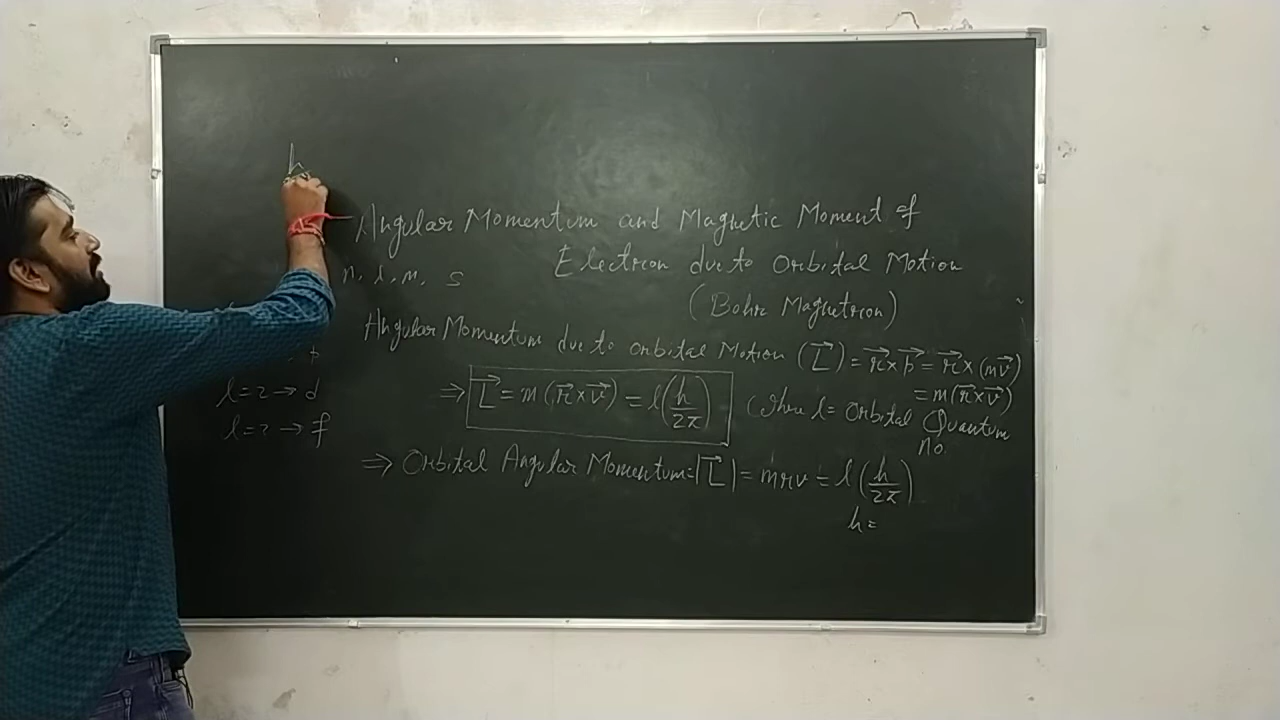 h
Angular Momentum and Magnetic Moment of
Electron due to Orbital Motion
n, l, m, s
(Bohr Magnetron)
Angular Momentum due to orbital Motion (L⃗) = r⃗ × p⃗ = r⃗ × (mv⃗)
p
= m(r⃗ × v⃗)
l = 2 → d
⇒ L⃗ = m(r⃗ × v⃗) = l(h/2π) Where l = Orbital Quantum
No.
l = 2 → f
⇒ Orbital Angular Momentum = |L⃗| = mrv = l(h/2π)
h =